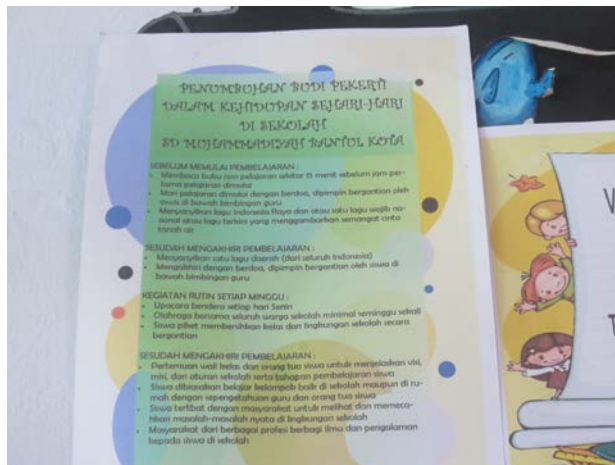 PENUMBUHAN BUDI PEKERTI
DALAM KEHIDUPAN SEHARI-HARI
DI SEKOLAH
SD MUHAMMADIYAH BANTUL KOTA
SEBELUM MEMULAI PEMBELAJARAN :
• Membaca buku non pelajaran sekitar 15 menit sebelum jam per-
tama pelajaran dimulai
• Mari pelajaran dimulai dengan berdoa, dipimpin bergantian oleh
siswa di bawah bimbingan guru
• Menyanyikan lagu Indonesia Raya dan atau satu lagu wajib na-
sional atau lagu terkini yang menggambarkan semangat cinta
tanah air
SESUDAH MENGAKHIRI PEMBELAJARAN :
• Menyanyikan satu lagu daerah (dari seluruh Indonesia)
• Mengakhiri dengan berdoa, dipimpin bergantian oleh siswa di
bawah bimbingan guru
KEGIATAN RUTIN SETIAP MINGGU :
• Upacara bendera setiap hari Senin
• Olahraga bersama seluruh warga sekolah minimal seminggu sekali
• Siswa piket membersihkan kelas dan lingkungan sekolah secara
bergantian
SESUDAH MENGAKHIRI PEMBELAJARAN :
• Pertemuan wali kelas dan orang tua siswa untuk menjelaskan visi,
misi, dan aturan sekolah serta tahapan pembelajaran siswa
• Siswa dibiasakan belajar kelompok baik di sekolah maupun di ru-
mah dengan sepengetahuan guru dan orang tua siswa
• Siswa terlibat dengan masyarakat untuk melihat dan memeca-
hkan masalah-masalah nyata di lingkungan sekolah
• Masyarakat dari berbagai profesi berbagi ilmu dan pengalaman
kepada siswa di sekolah